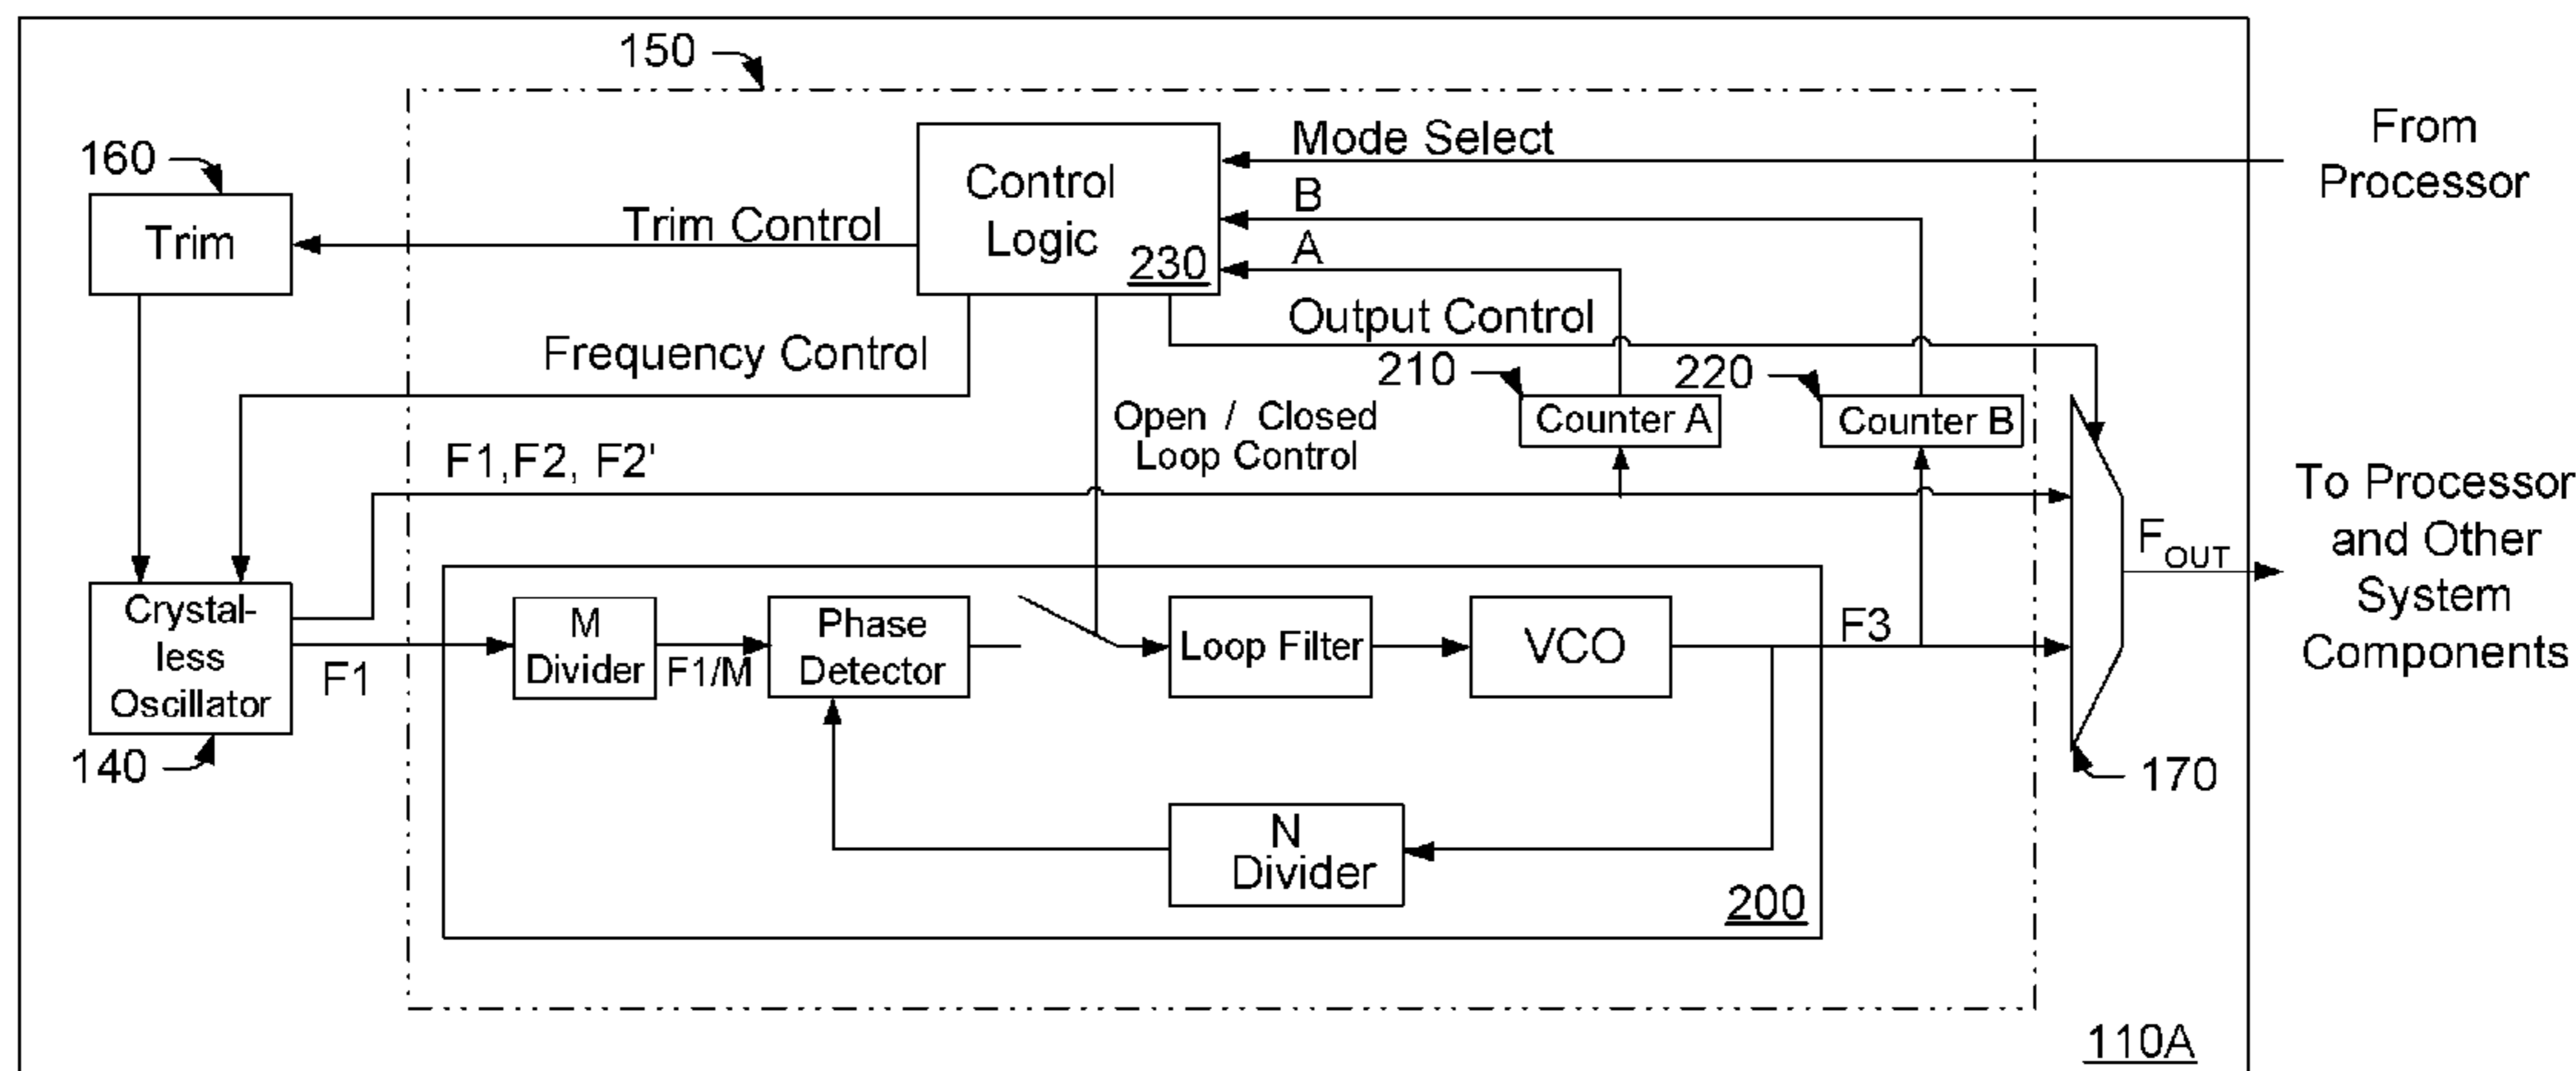 150
160
Trim
Trim Control
Control
Logic
230
Mode Select
B
A
From
Processor
Output Control
Frequency Control
210
220
Counter A
Counter B
Open / Closed
Loop Control
F1,F2, F2'
To Processor
and Other
System
Components
FOUT
Crystal-
less
Oscillator
140
F1
M
Divider
F1/M
Phase
Detector
Loop Filter
VCO
F3
170
N
Divider
200
110A